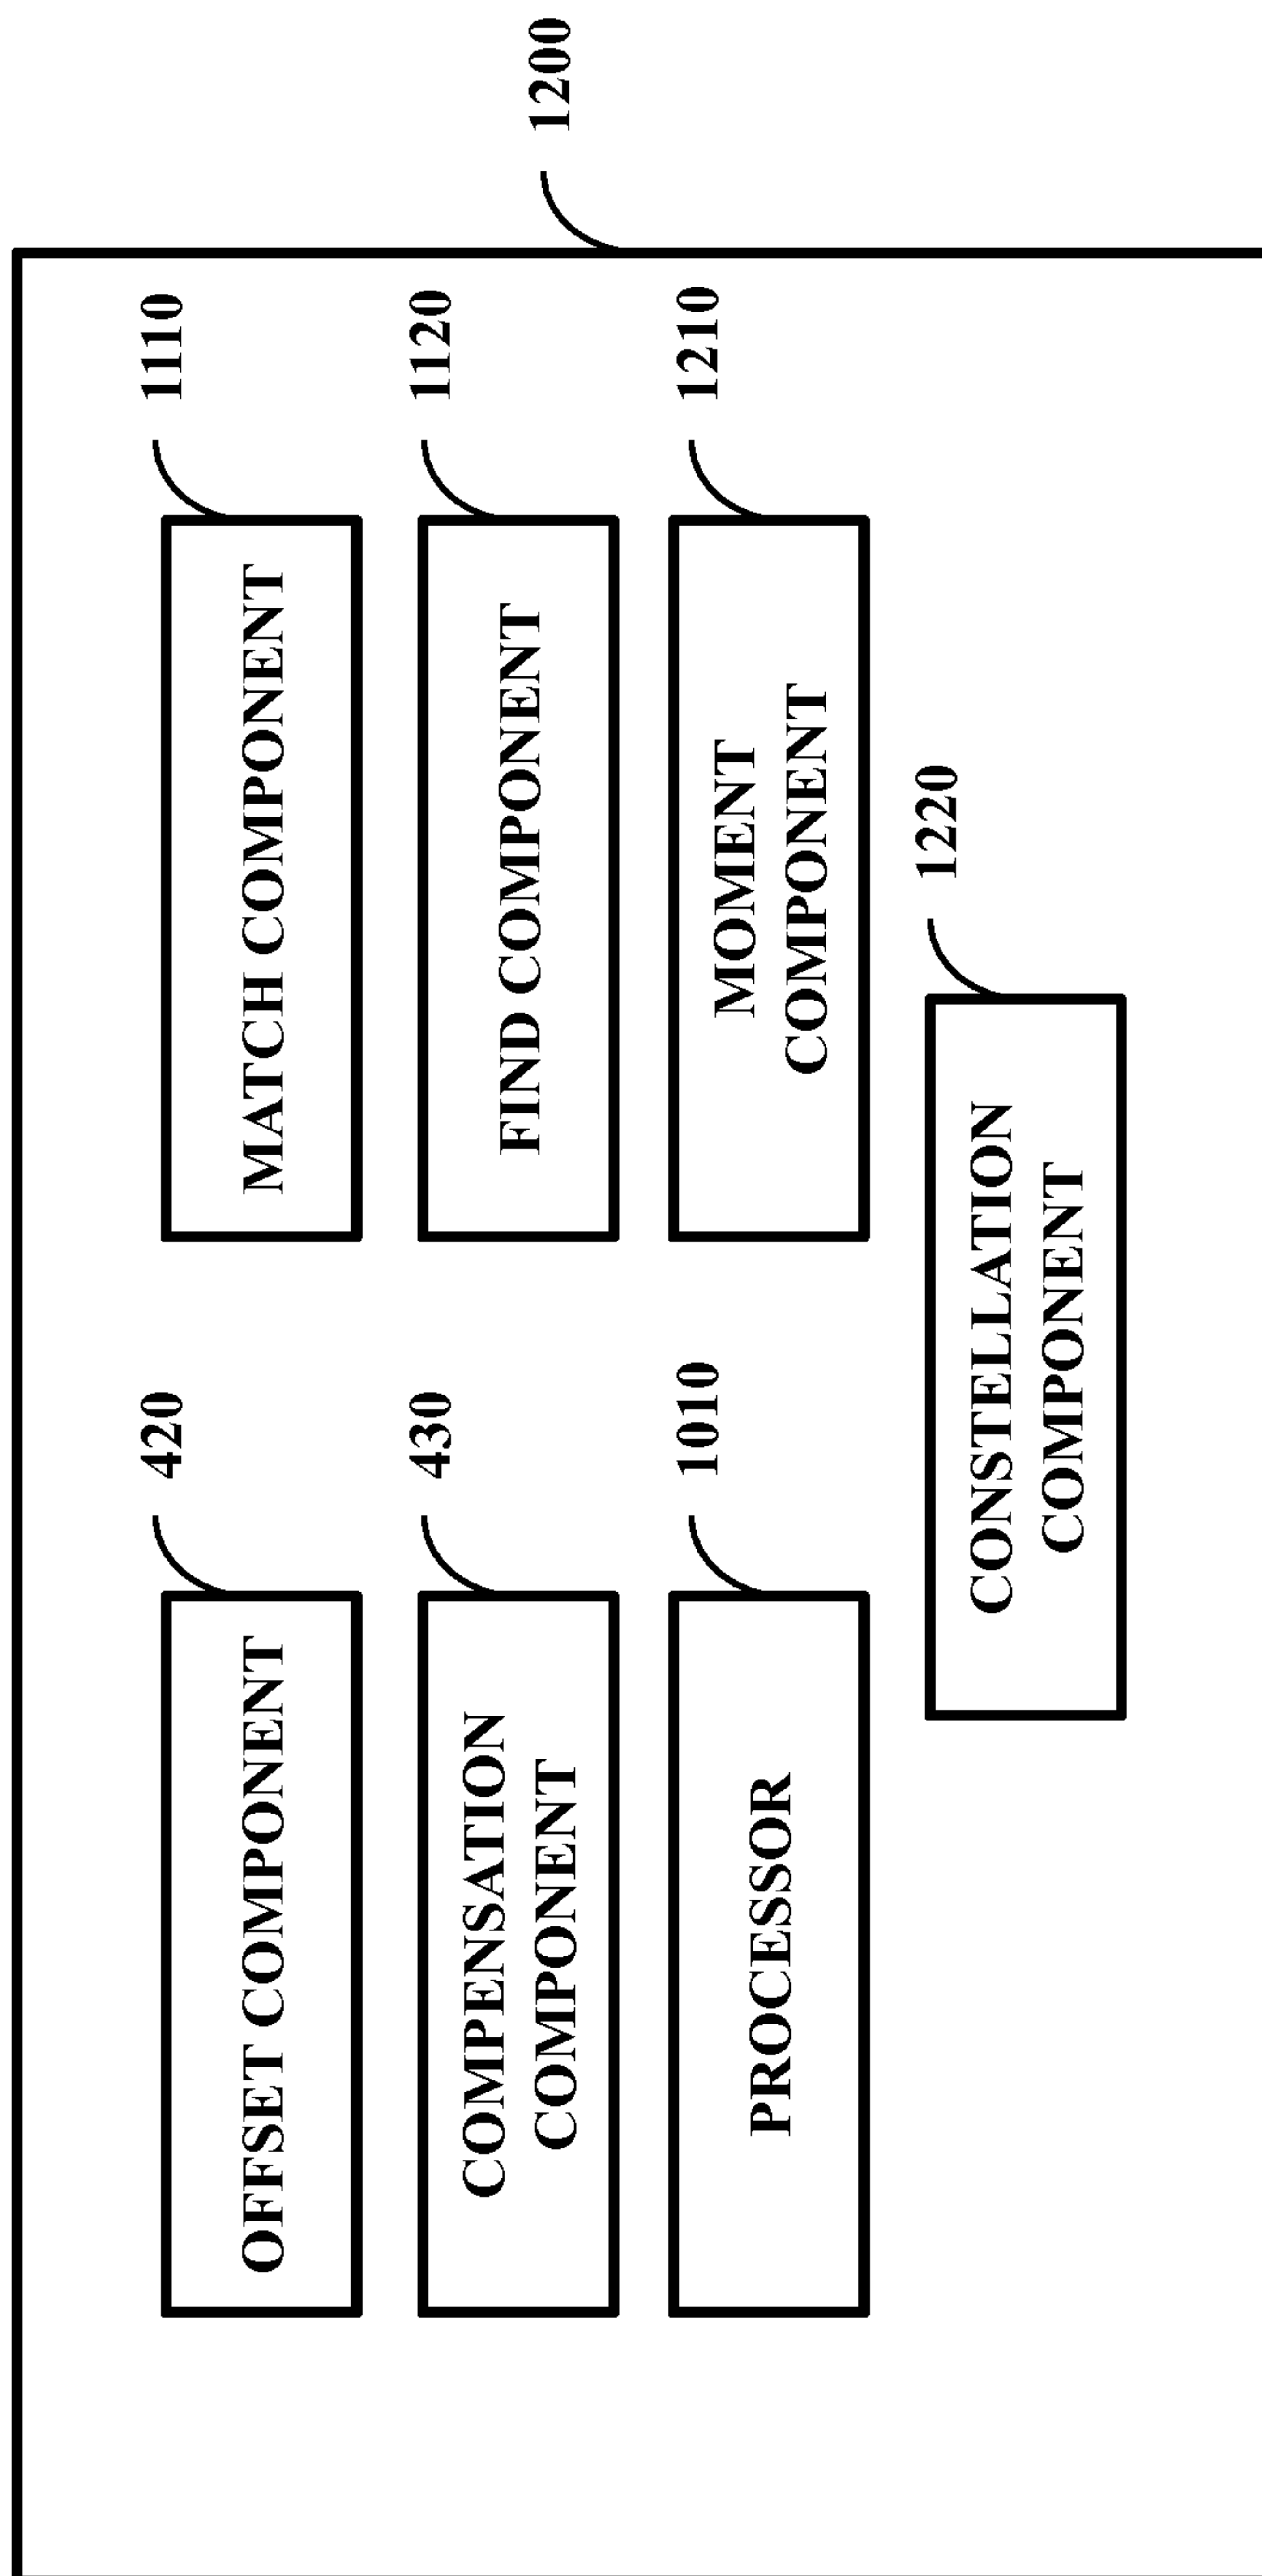 1200
420
1110
OFFSET COMPONENT
MATCH COMPONENT
430
1120
COMPENSATION
COMPONENT
FIND COMPONENT
1010
1210
PROCESSOR
MOMENT
COMPONENT
1220
CONSTELLATION
COMPONENT